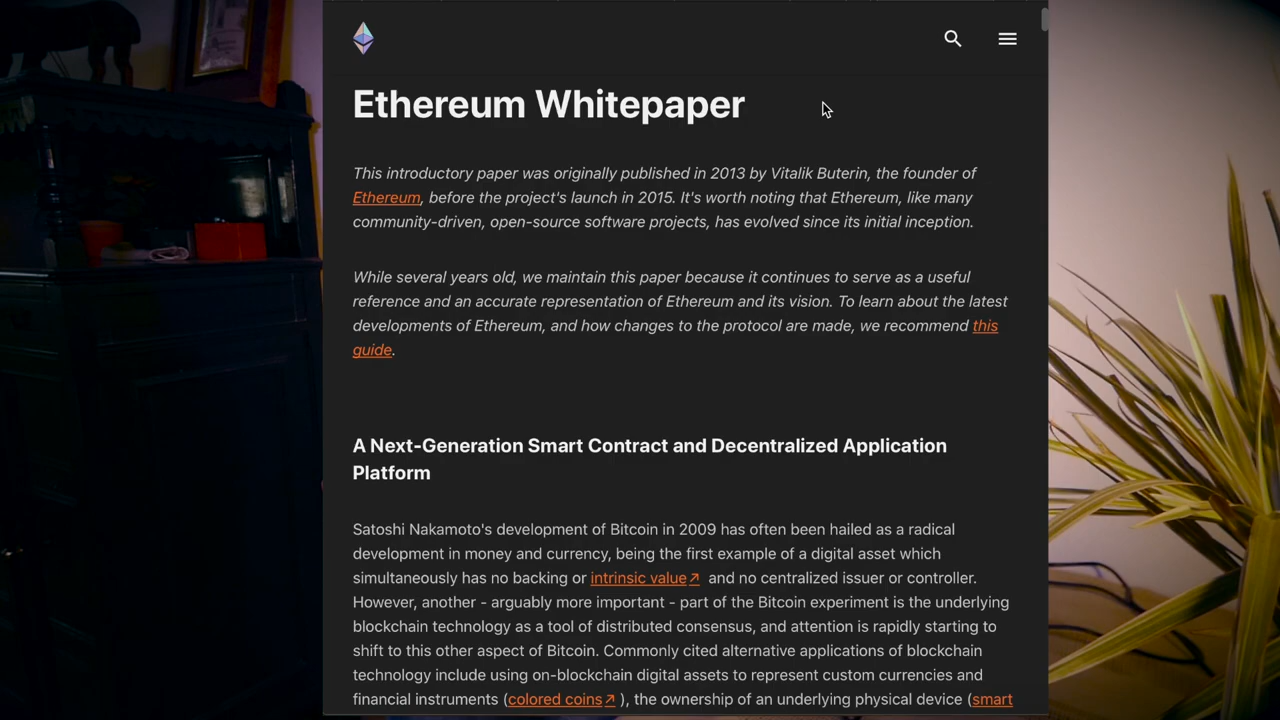 Ethereum Whitepaper
This introductory paper was originally published in 2013 by Vitalik Buterin, the founder of
Ethereum, before the project's launch in 2015. It's worth noting that Ethereum, like many
community-driven, open-source software projects, has evolved since its initial inception.
While several years old, we maintain this paper because it continues to serve as a useful
reference and an accurate representation of Ethereum and its vision. To learn about the latest
developments of Ethereum, and how changes to the protocol are made, we recommend this
guide.
A Next-Generation Smart Contract and Decentralized Application
Platform
Satoshi Nakamoto's development of Bitcoin in 2009 has often been hailed as a radical
development in money and currency, being the first example of a digital asset which
simultaneously has no backing or intrinsic value↗ and no centralized issuer or controller.
However, another - arguably more important - part of the Bitcoin experiment is the underlying
blockchain technology as a tool of distributed consensus, and attention is rapidly starting to
shift to this other aspect of Bitcoin. Commonly cited alternative applications of blockchain
technology include using on-blockchain digital assets to represent custom currencies and
financial instruments (colored coins↗ ), the ownership of an underlying physical device (smart